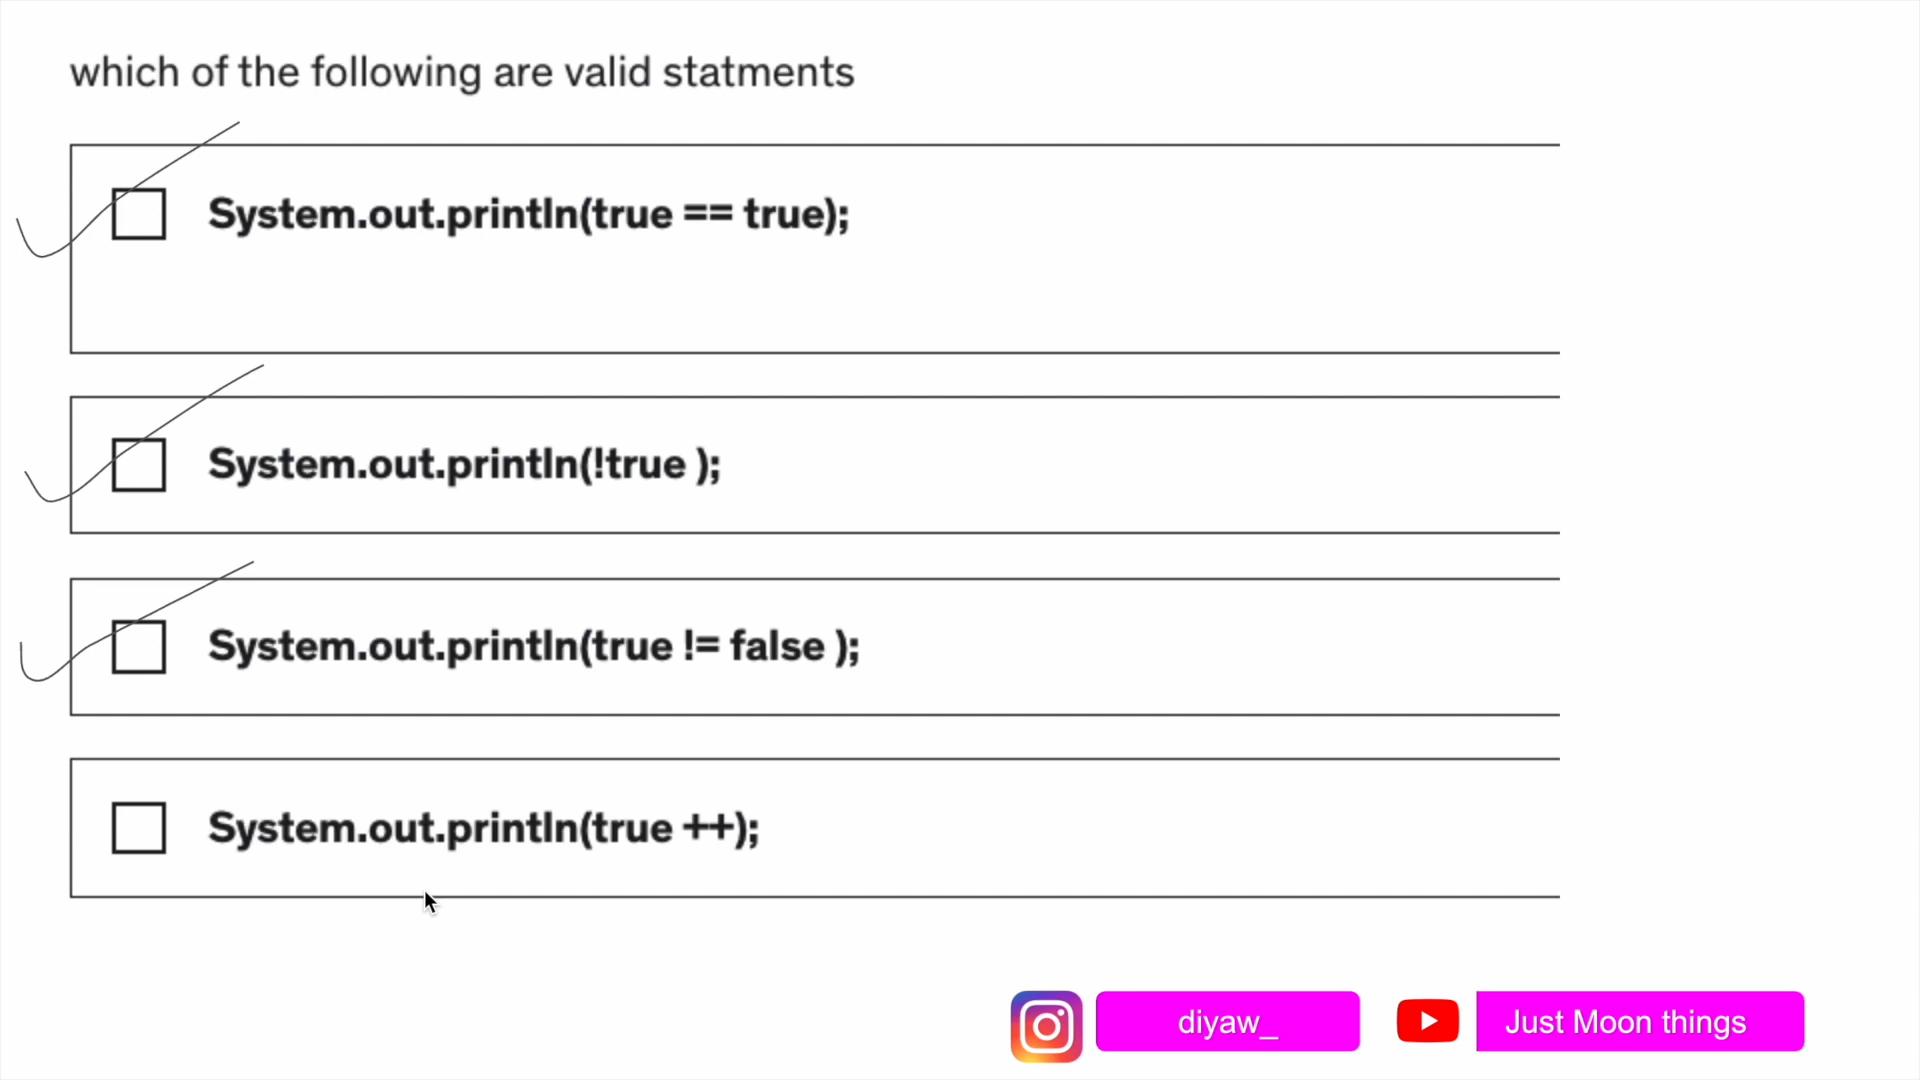 which of the following are valid statments
System.out.println(true == true);
System.out.println(!true );
System.out.println(true != false );
System.out.println(true ++);
diyaw_
Just Moon things